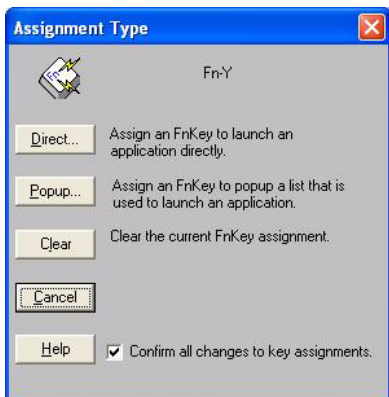 Assignment Type
Fn-Y
Direct...
Assign an FnKey to launch an
application directly.
Popup...
Assign an FnKey to popup a list that is
used to launch an application.
Clear
Clear the current FnKey assignment.
Cancel
Help
Confirm all changes to key assignments.